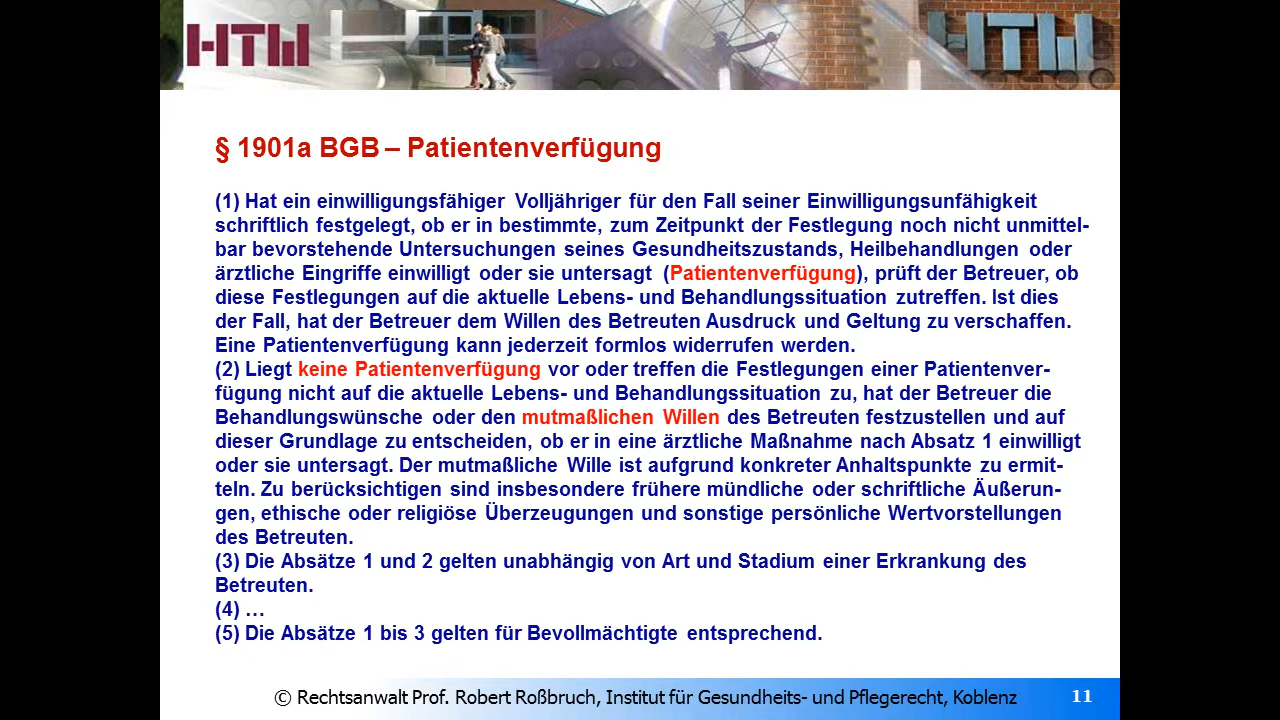 HTW
HTW
§ 1901a BGB – Patientenverfügung
(1) Hat ein einwilligungsfähiger Volljähriger für den Fall seiner Einwilligungsunfähigkeit
schriftlich festgelegt, ob er in bestimmte, zum Zeitpunkt der Festlegung noch nicht unmittel-
bar bevorstehende Untersuchungen seines Gesundheitszustands, Heilbehandlungen oder
ärztliche Eingriffe einwilligt oder sie untersagt (Patientenverfügung), prüft der Betreuer, ob
diese Festlegungen auf die aktuelle Lebens- und Behandlungssituation zutreffen. Ist dies
der Fall, hat der Betreuer dem Willen des Betreuten Ausdruck und Geltung zu verschaffen.
Eine Patientenverfügung kann jederzeit formlos widerrufen werden.
(2) Liegt keine Patientenverfügung vor oder treffen die Festlegungen einer Patientenver-
fügung nicht auf die aktuelle Lebens- und Behandlungssituation zu, hat der Betreuer die
Behandlungswünsche oder den mutmaßlichen Willen des Betreuten festzustellen und auf
dieser Grundlage zu entscheiden, ob er in eine ärztliche Maßnahme nach Absatz 1 einwilligt
oder sie untersagt. Der mutmaßliche Wille ist aufgrund konkreter Anhaltspunkte zu ermit-
teln. Zu berücksichtigen sind insbesondere frühere mündliche oder schriftliche Äußerun-
gen, ethische oder religiöse Überzeugungen und sonstige persönliche Wertvorstellungen
des Betreuten.
(3) Die Absätze 1 und 2 gelten unabhängig von Art und Stadium einer Erkrankung des
Betreuten.
(4) …
(5) Die Absätze 1 bis 3 gelten für Bevollmächtigte entsprechend.
© Rechtsanwalt Prof. Robert Roßbruch, Institut für Gesundheits- und Pflegerecht, Koblenz
11